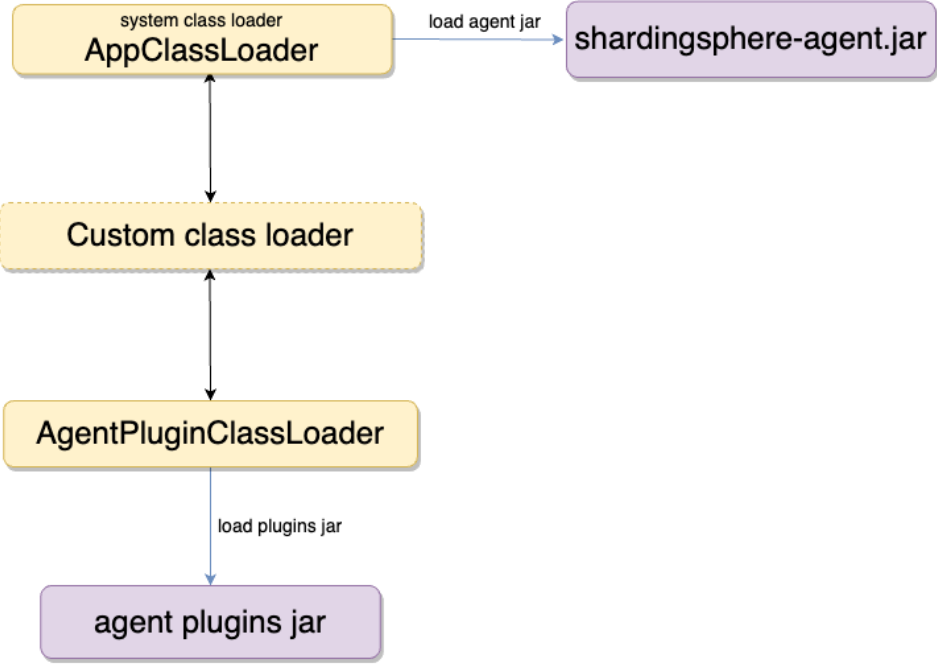 system class loader
AppClassLoader
load agent jar
shardingsphere-agent.jar
Custom class loader
AgentPluginClassLoader
load plugins jar
agent plugins jar